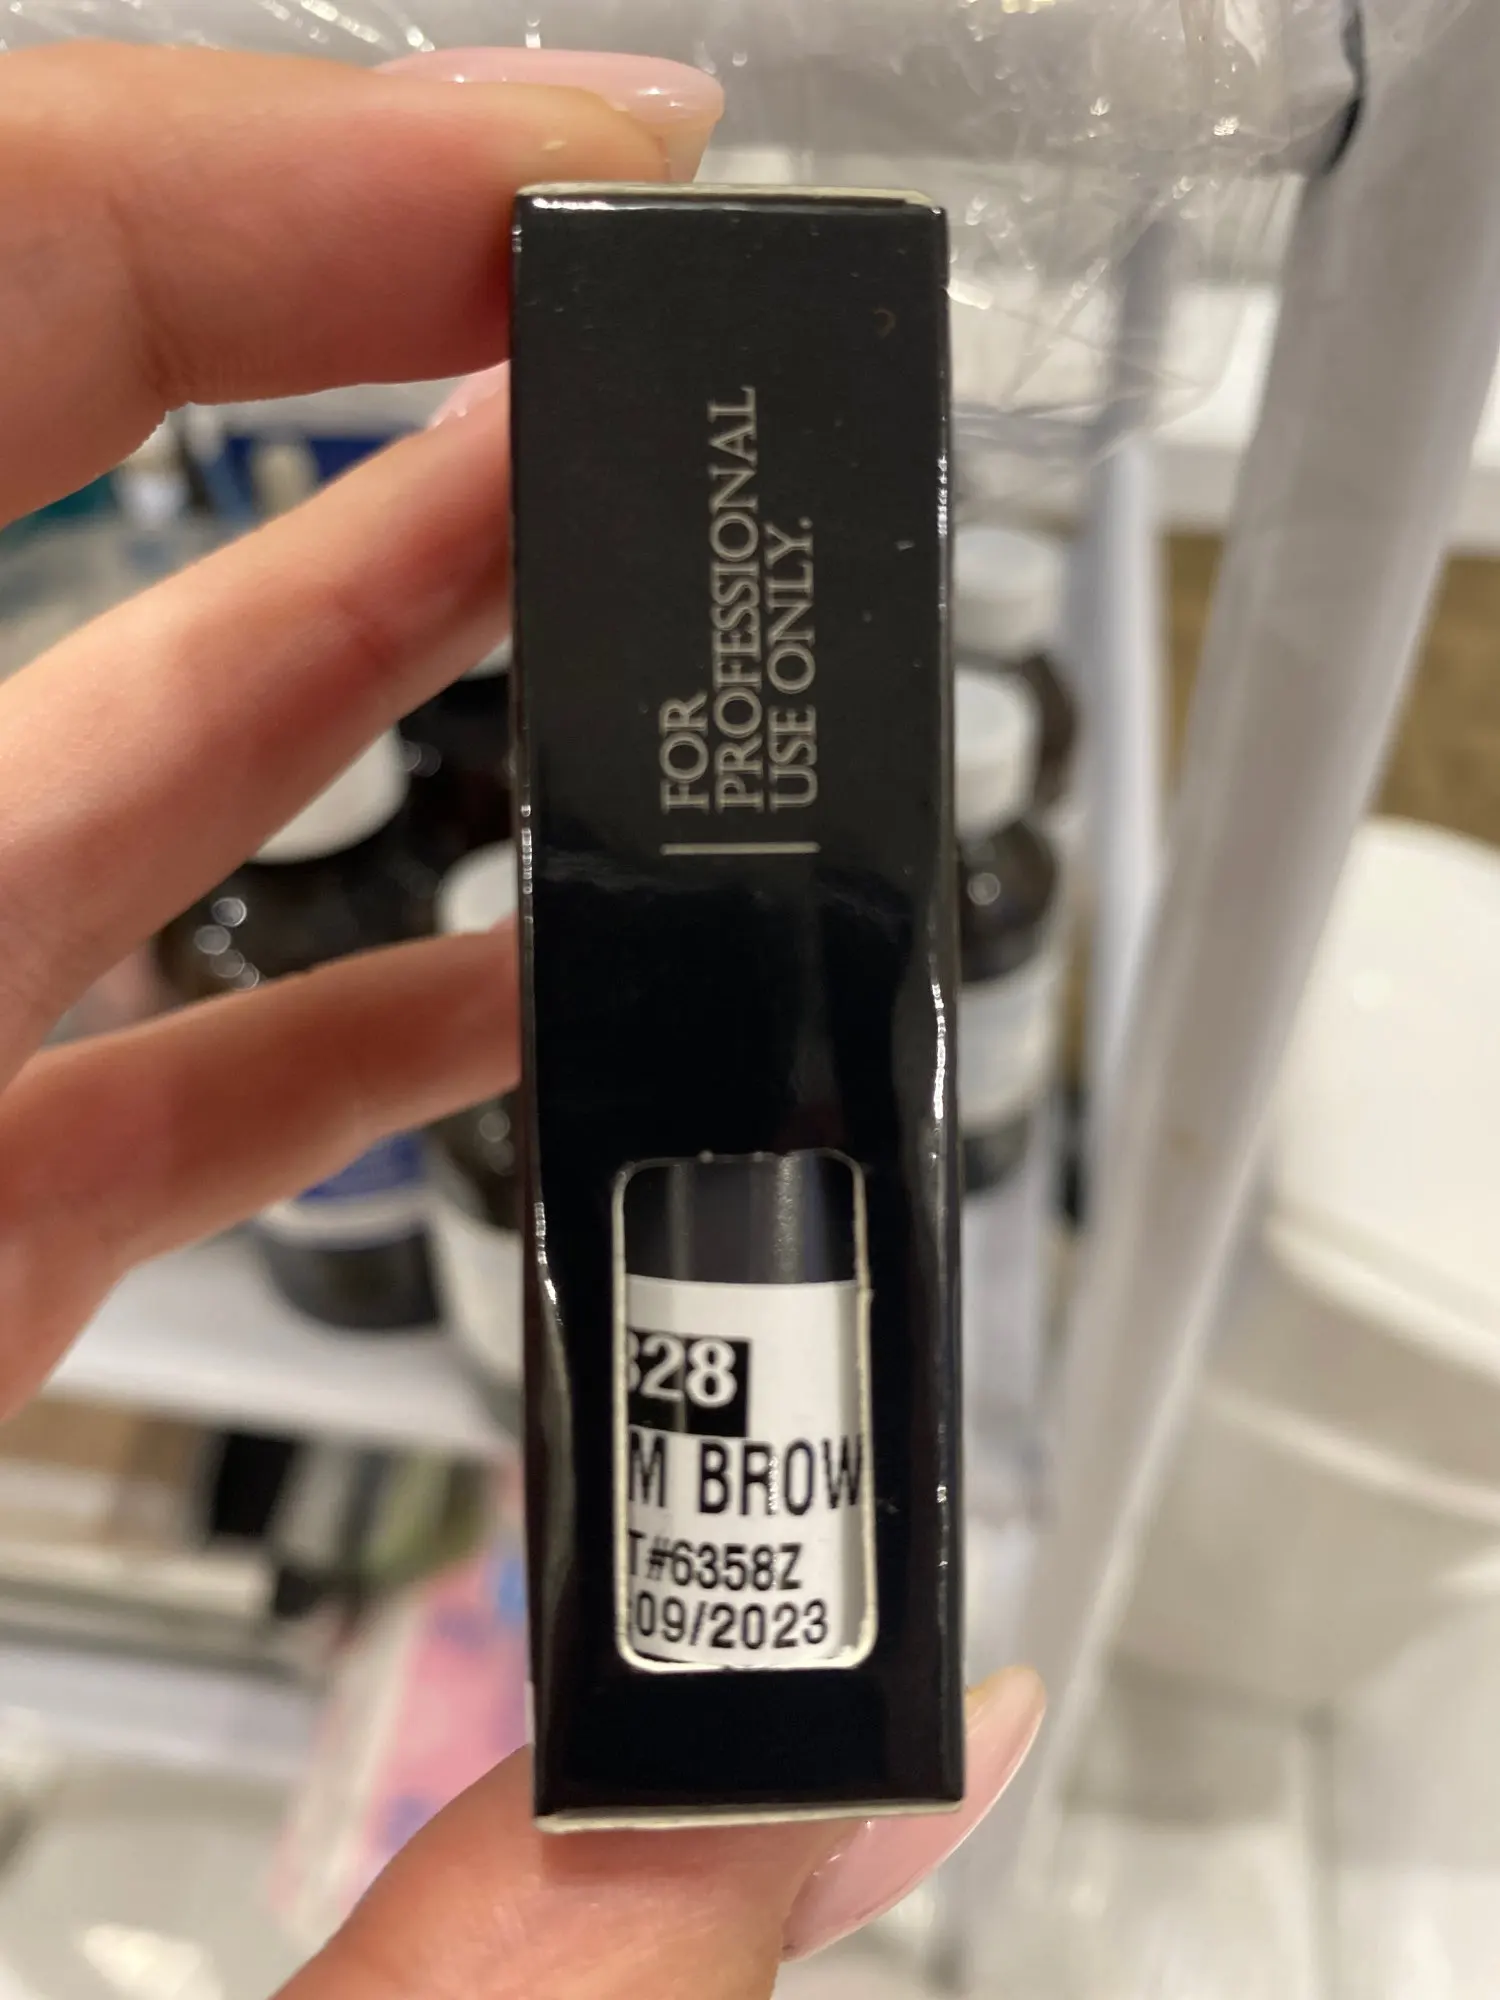 FOR
PROFESSIONAL
USE ONLY.
328
M BROW
T#6358Z
:09/2023